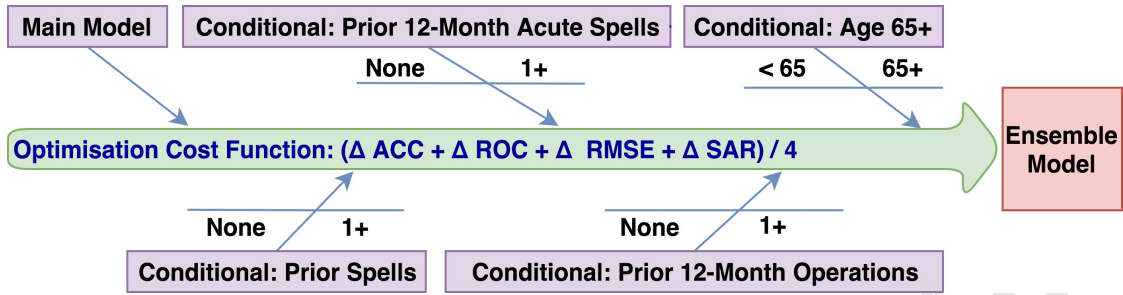 Main Model
Conditional: Prior 12-Month Acute Spells
Conditional: Age 65+
None 1+
< 65 65+
Optimisation Cost Function: (Δ ACC + Δ ROC + Δ RMSE + Δ SAR) / 4
Ensemble
Model
None 1+
None 1+
Conditional: Prior Spells
Conditional: Prior 12-Month Operations